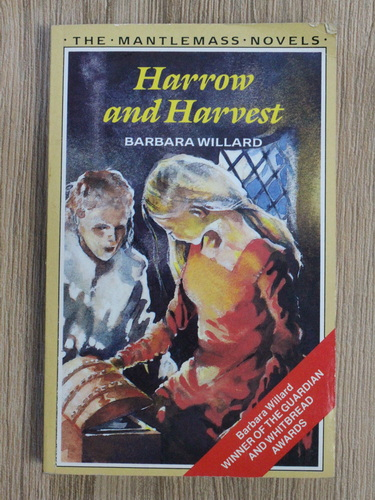 · THE · MANTLEMASS · NOVELS ·
Harrow
and Harvest
BARBARA WILLARD
Barbara Willard
WINNER OF THE GUARDIAN
AND WHITBREAD
AWARDS